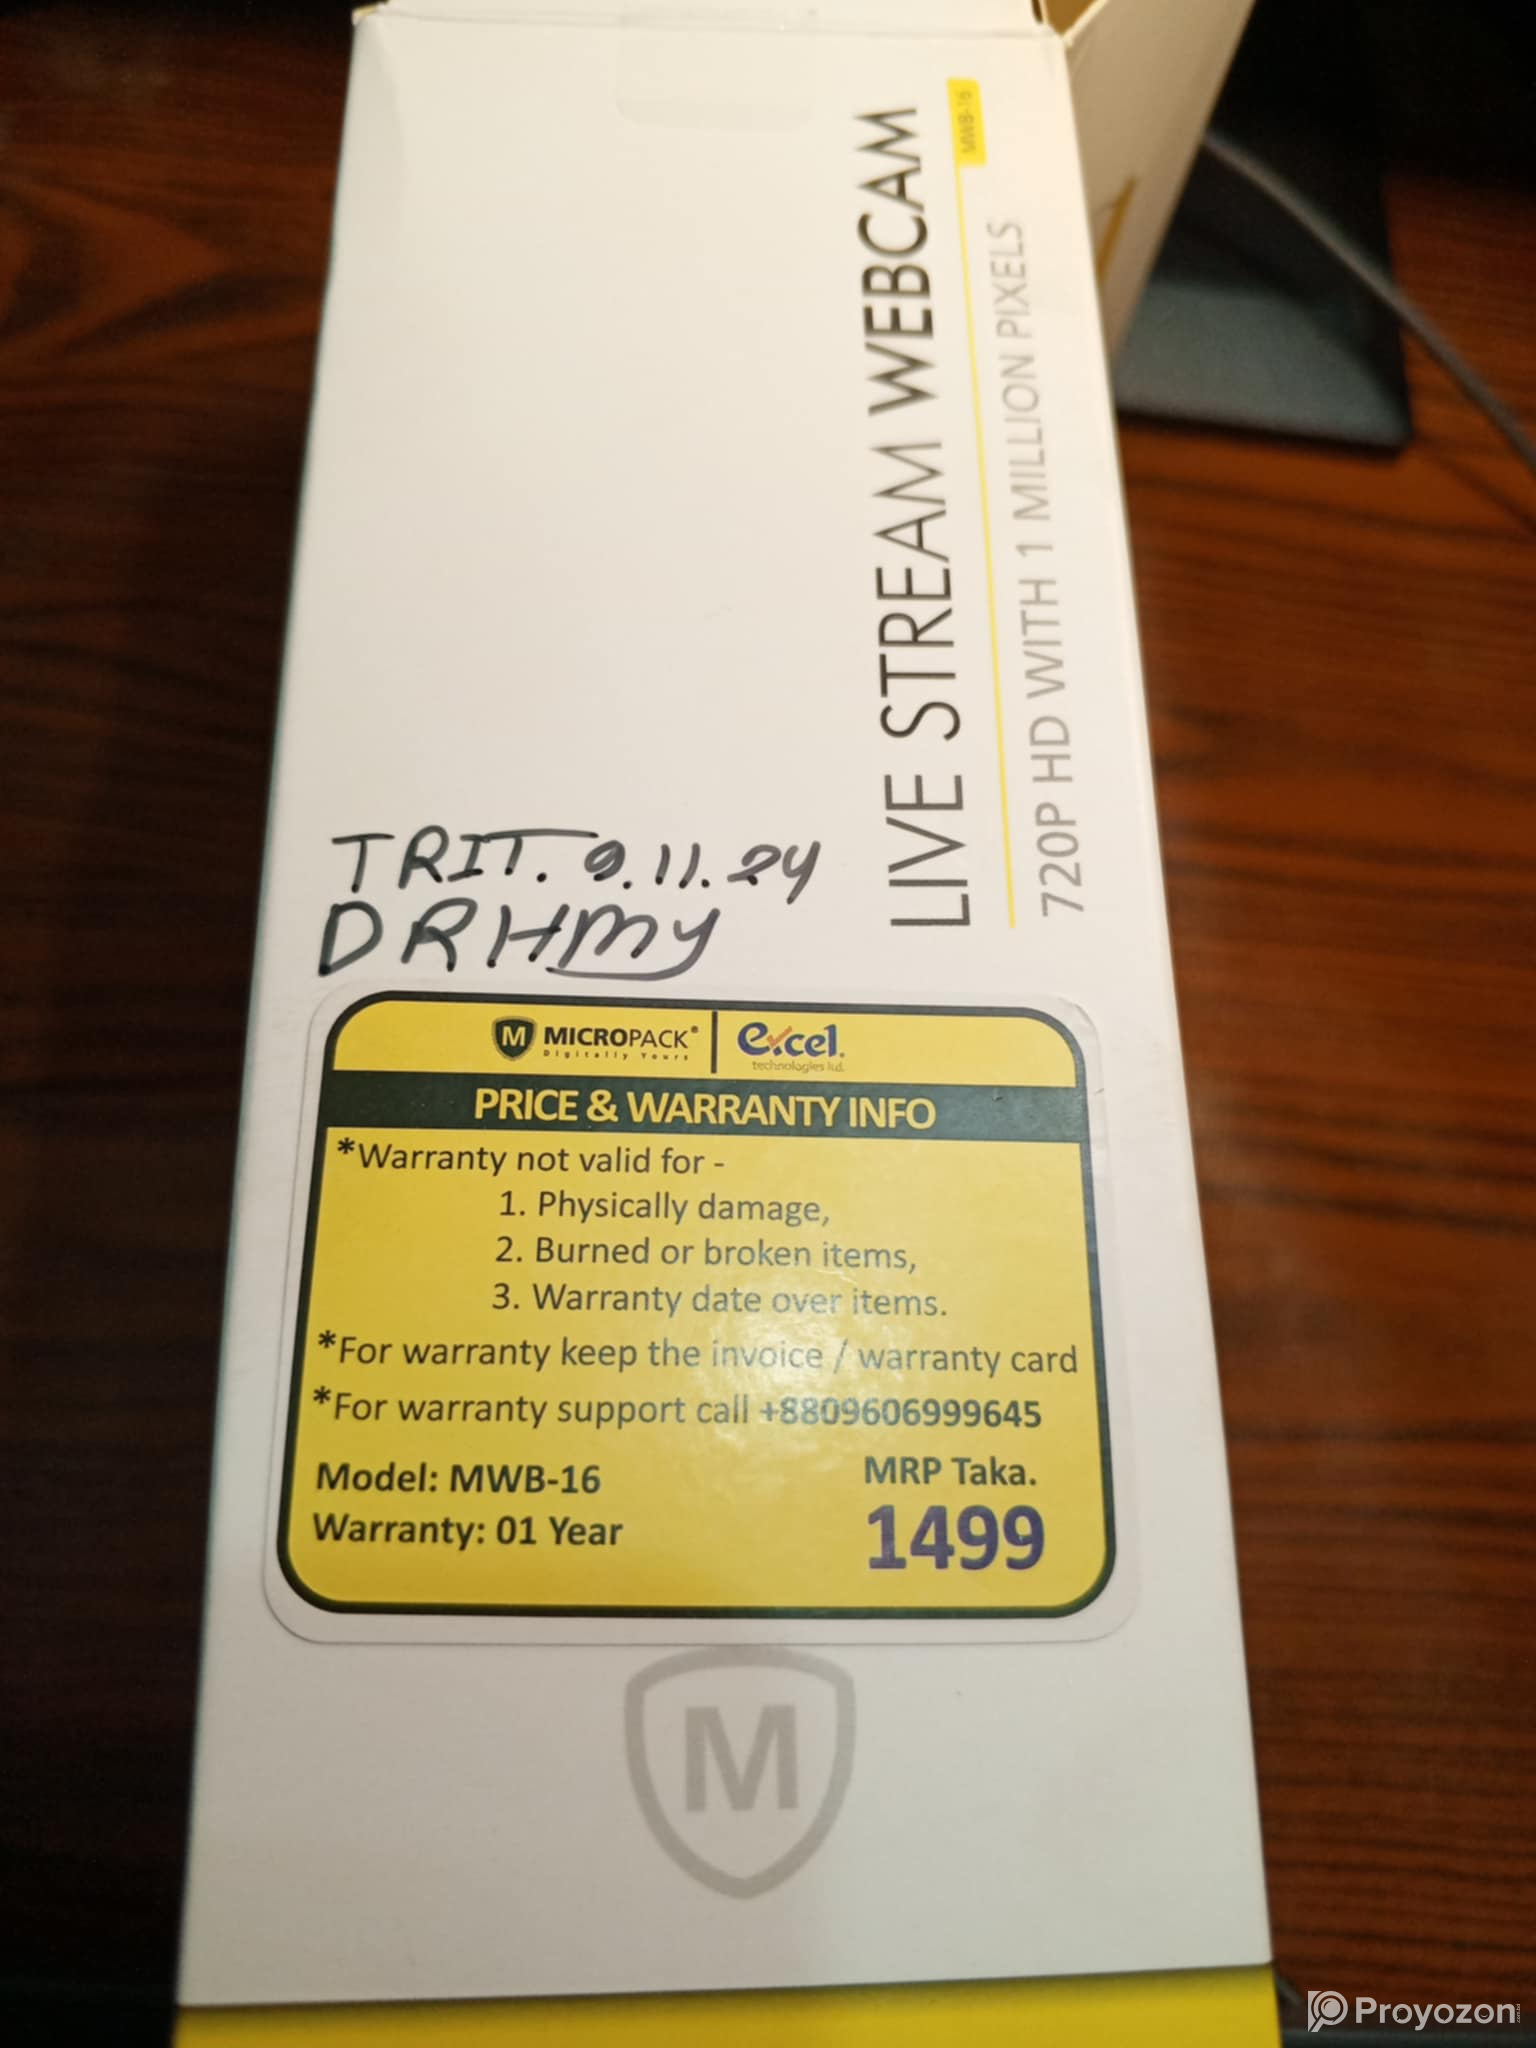 MWB-16
LIVE STREAM WEBCAM
720P HD WITH 1 MILLION PIXELS
TRIT. 9.11.24
DRHMY
M MICROPACK®
Digitally Yours
excel.
technologies ltd.
PRICE & WARRANTY INFO
*Warranty not valid for -
1. Physically damage,
2. Burned or broken items,
3. Warranty date over items.
*For warranty keep the invoice / warranty card
*For warranty support call +8809606999645
Model: MWB-16
MRP Taka.
Warranty: 01 Year
1499
M
Proyozon